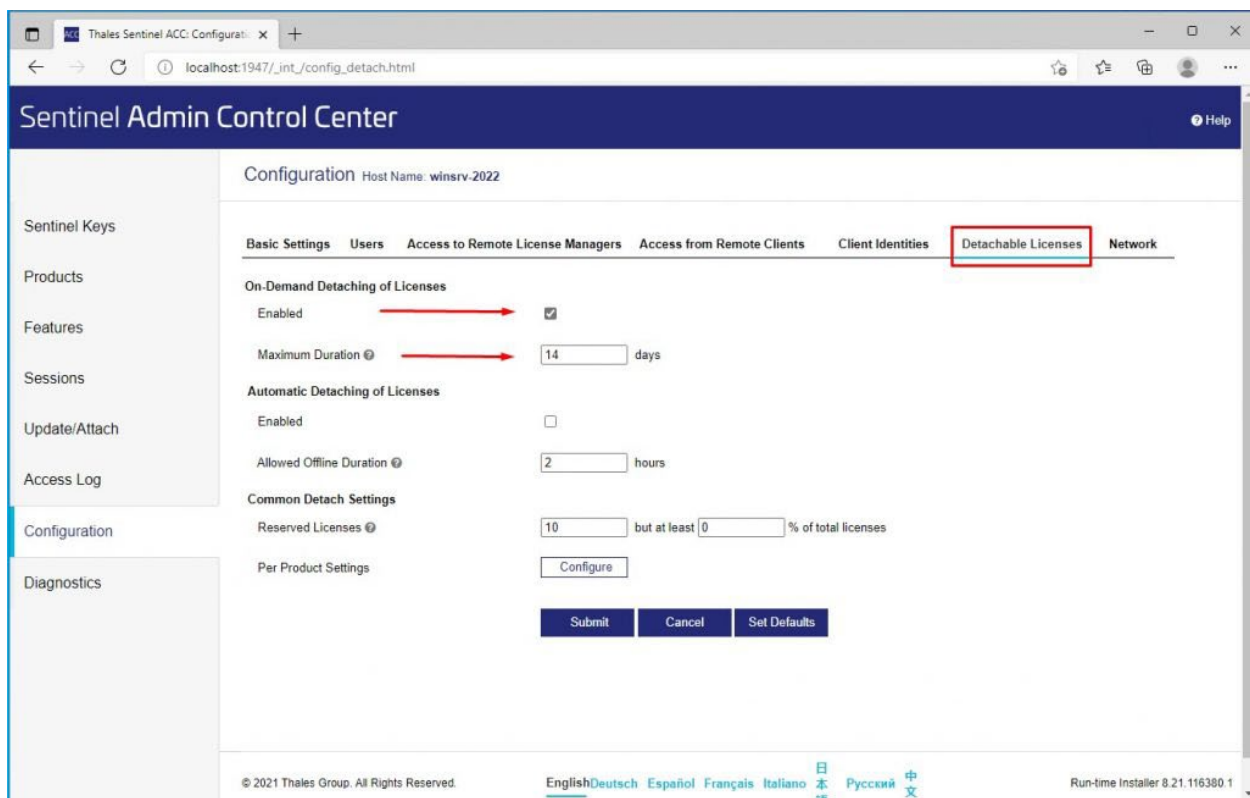 ACC Thales Sentinel ACC: Configurati
localhost:1947/_int_/config_detach.html
Sentinel Admin Control Center
Help
Configuration Host Name: winsrv-2022
Sentinel Keys
Products
Features
Sessions
Update/Attach
Access Log
Configuration
Diagnostics
Basic Settings Users Access to Remote License Managers Access from Remote Clients Client Identities Detachable Licenses Network
On-Demand Detaching of Licenses
Enabled
Maximum Duration 14 days
Automatic Detaching of Licenses
Enabled
Allowed Offline Duration 2 hours
Common Detach Settings
Reserved Licenses 10 but at least 0 % of total licenses
Per Product Settings Configure
Submit Cancel Set Defaults
© 2021 Thales Group. All Rights Reserved.
English Deutsch Español Français Italiano 日本 Русский 中文
Run-time Installer 8.21.116380.1